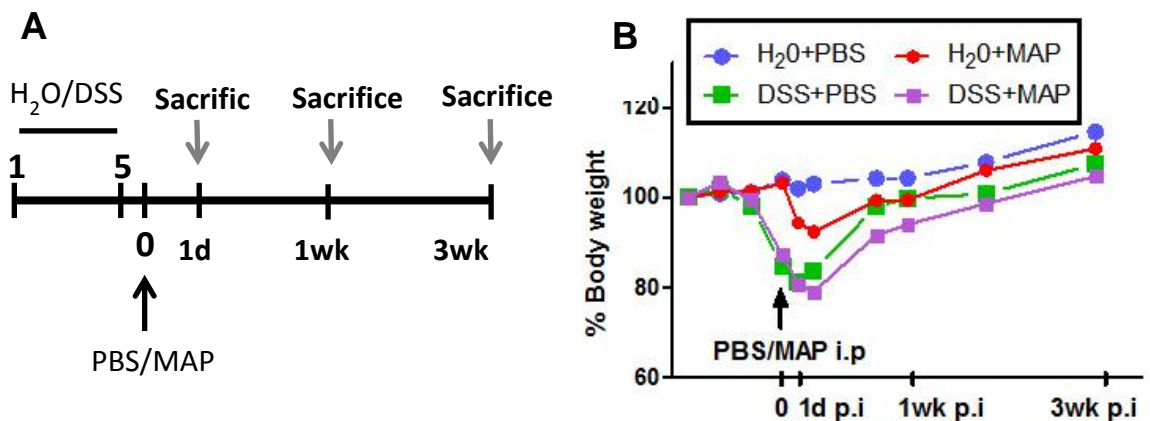 A
H₂O/DSS
Sacrific
Sacrifice
Sacrifice
1
5
0
1d
1wk
3wk
PBS/MAP
B
H₂0+PBS
H₂0+MAP
DSS+PBS
DSS+MAP
% Body weight
120
100
80
60
PBS/MAP i.p
0
1d p.i
1wk p.i
3wk p.i